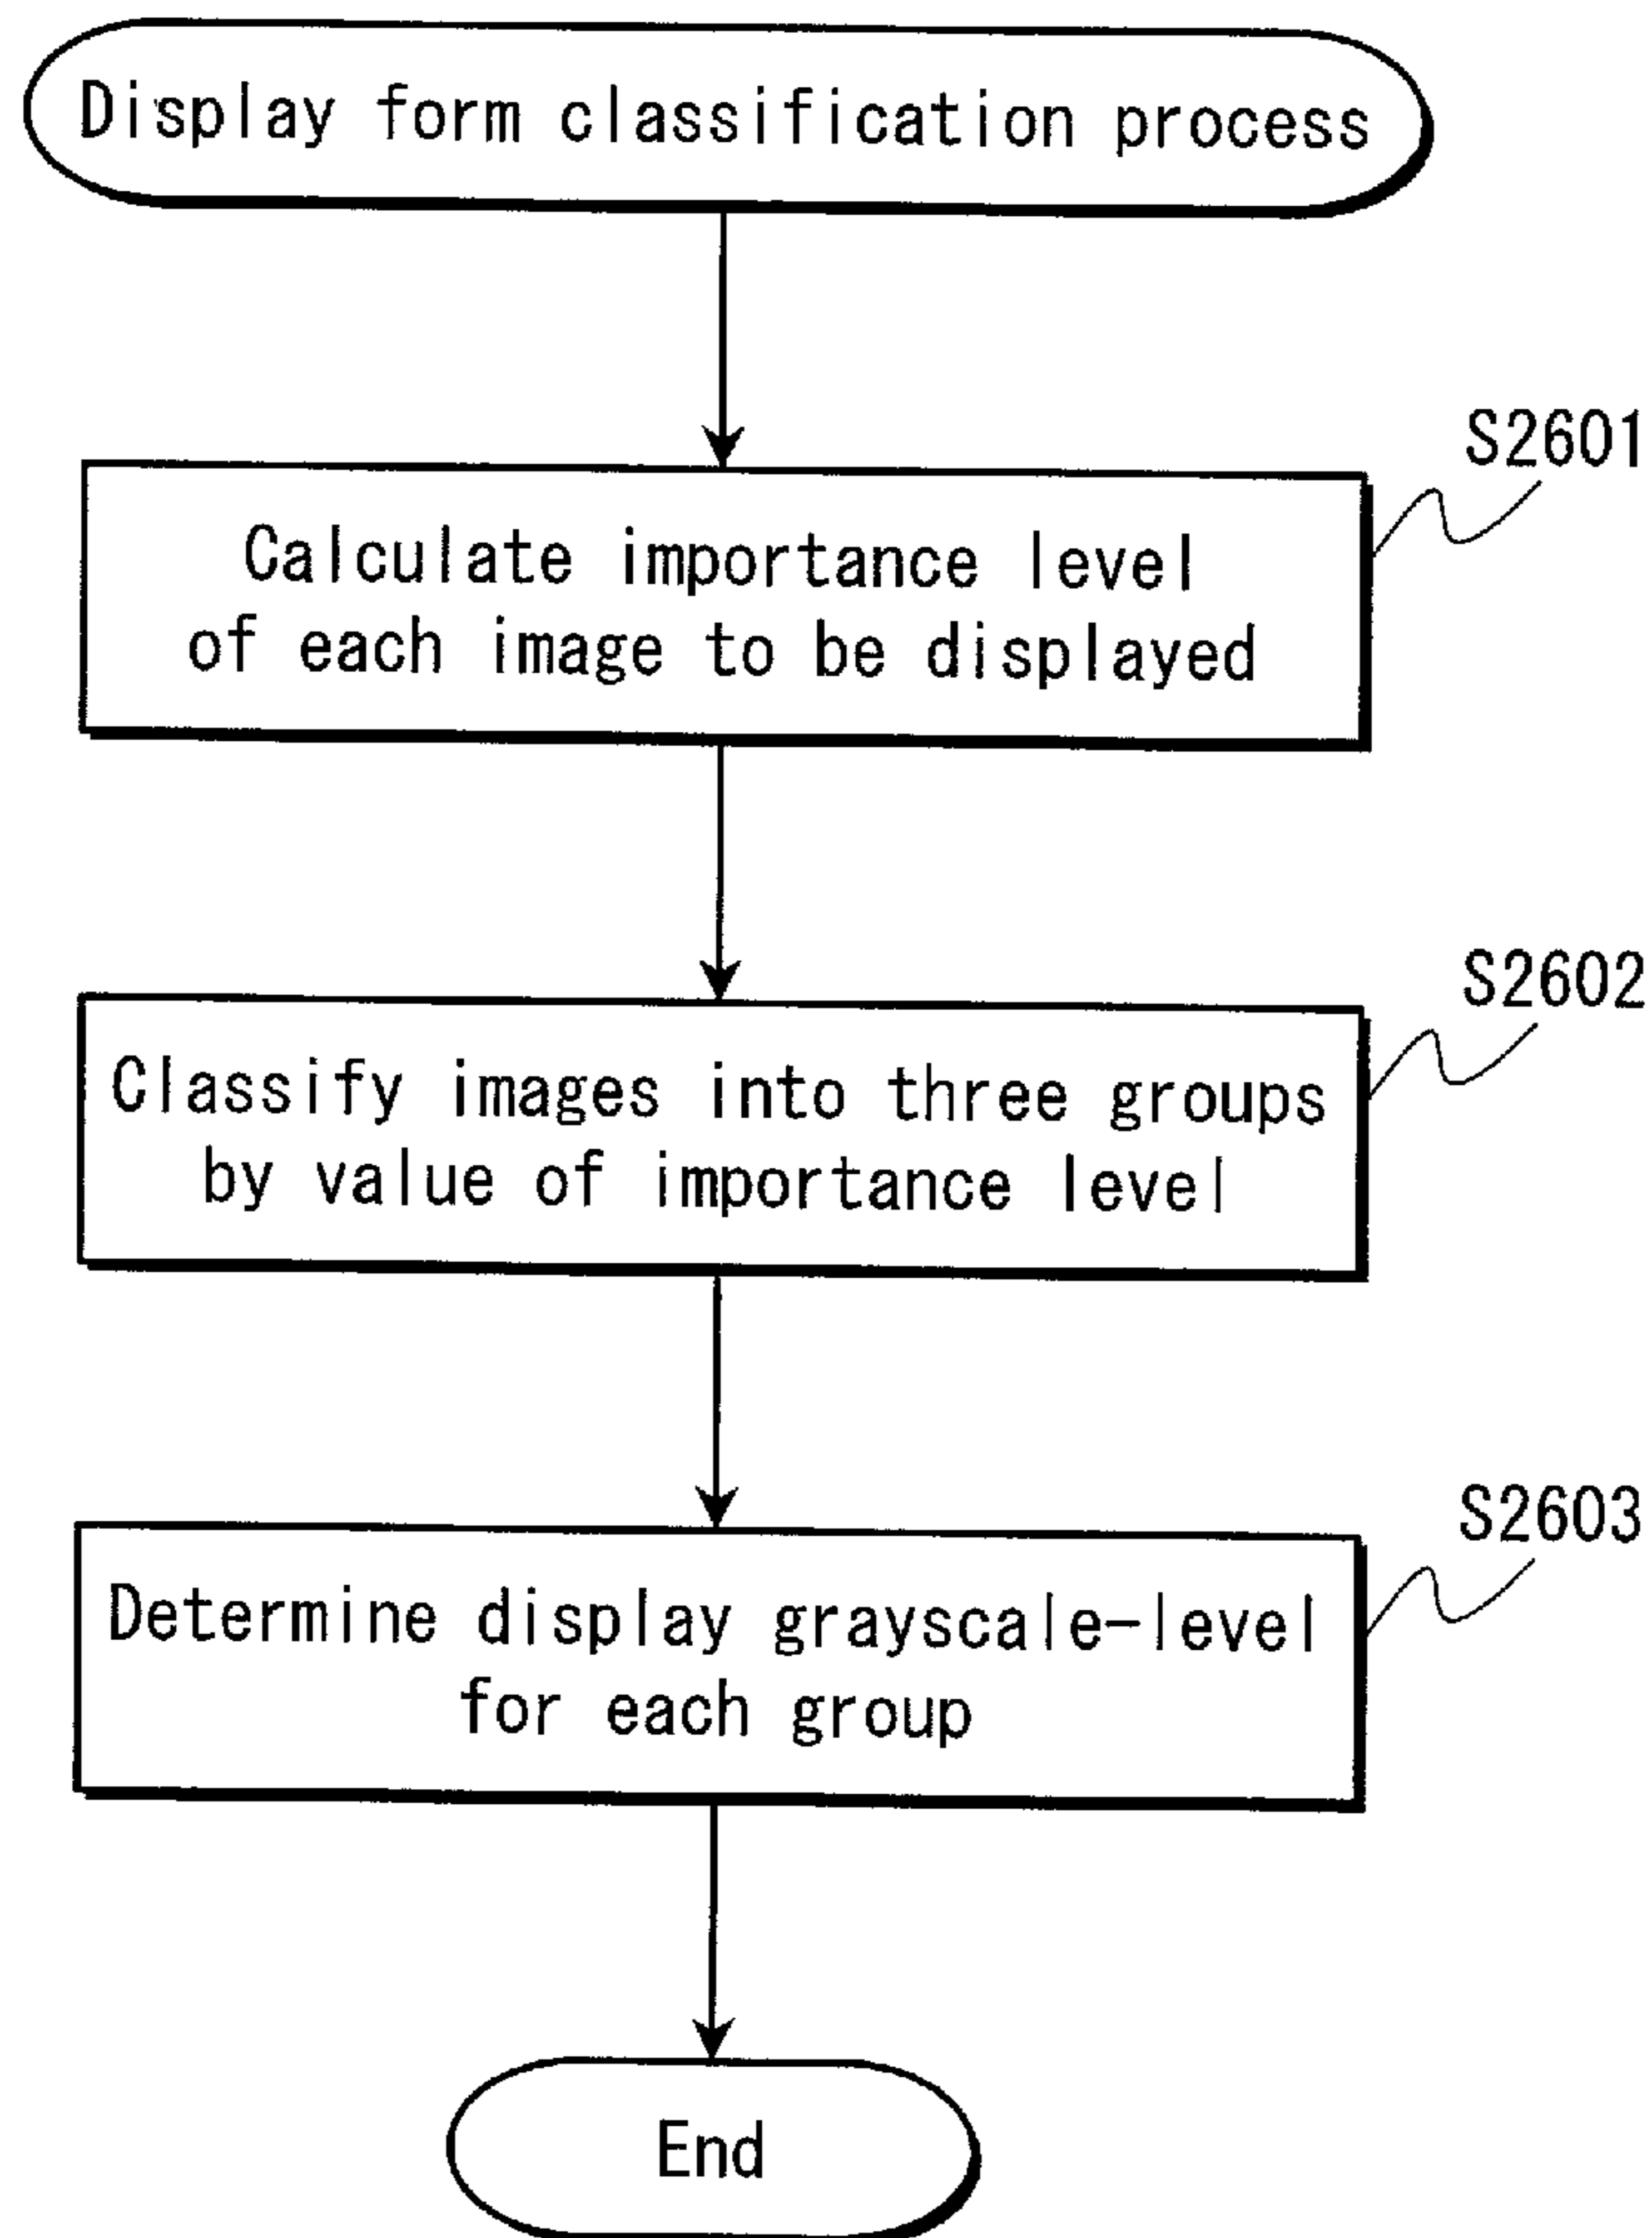 Display form classification process
S2601
Calculate importance level
of each image to be displayed
S2602
Classify images into three groups
by value of importance level
S2603
Determine display grayscale-level
for each group
End